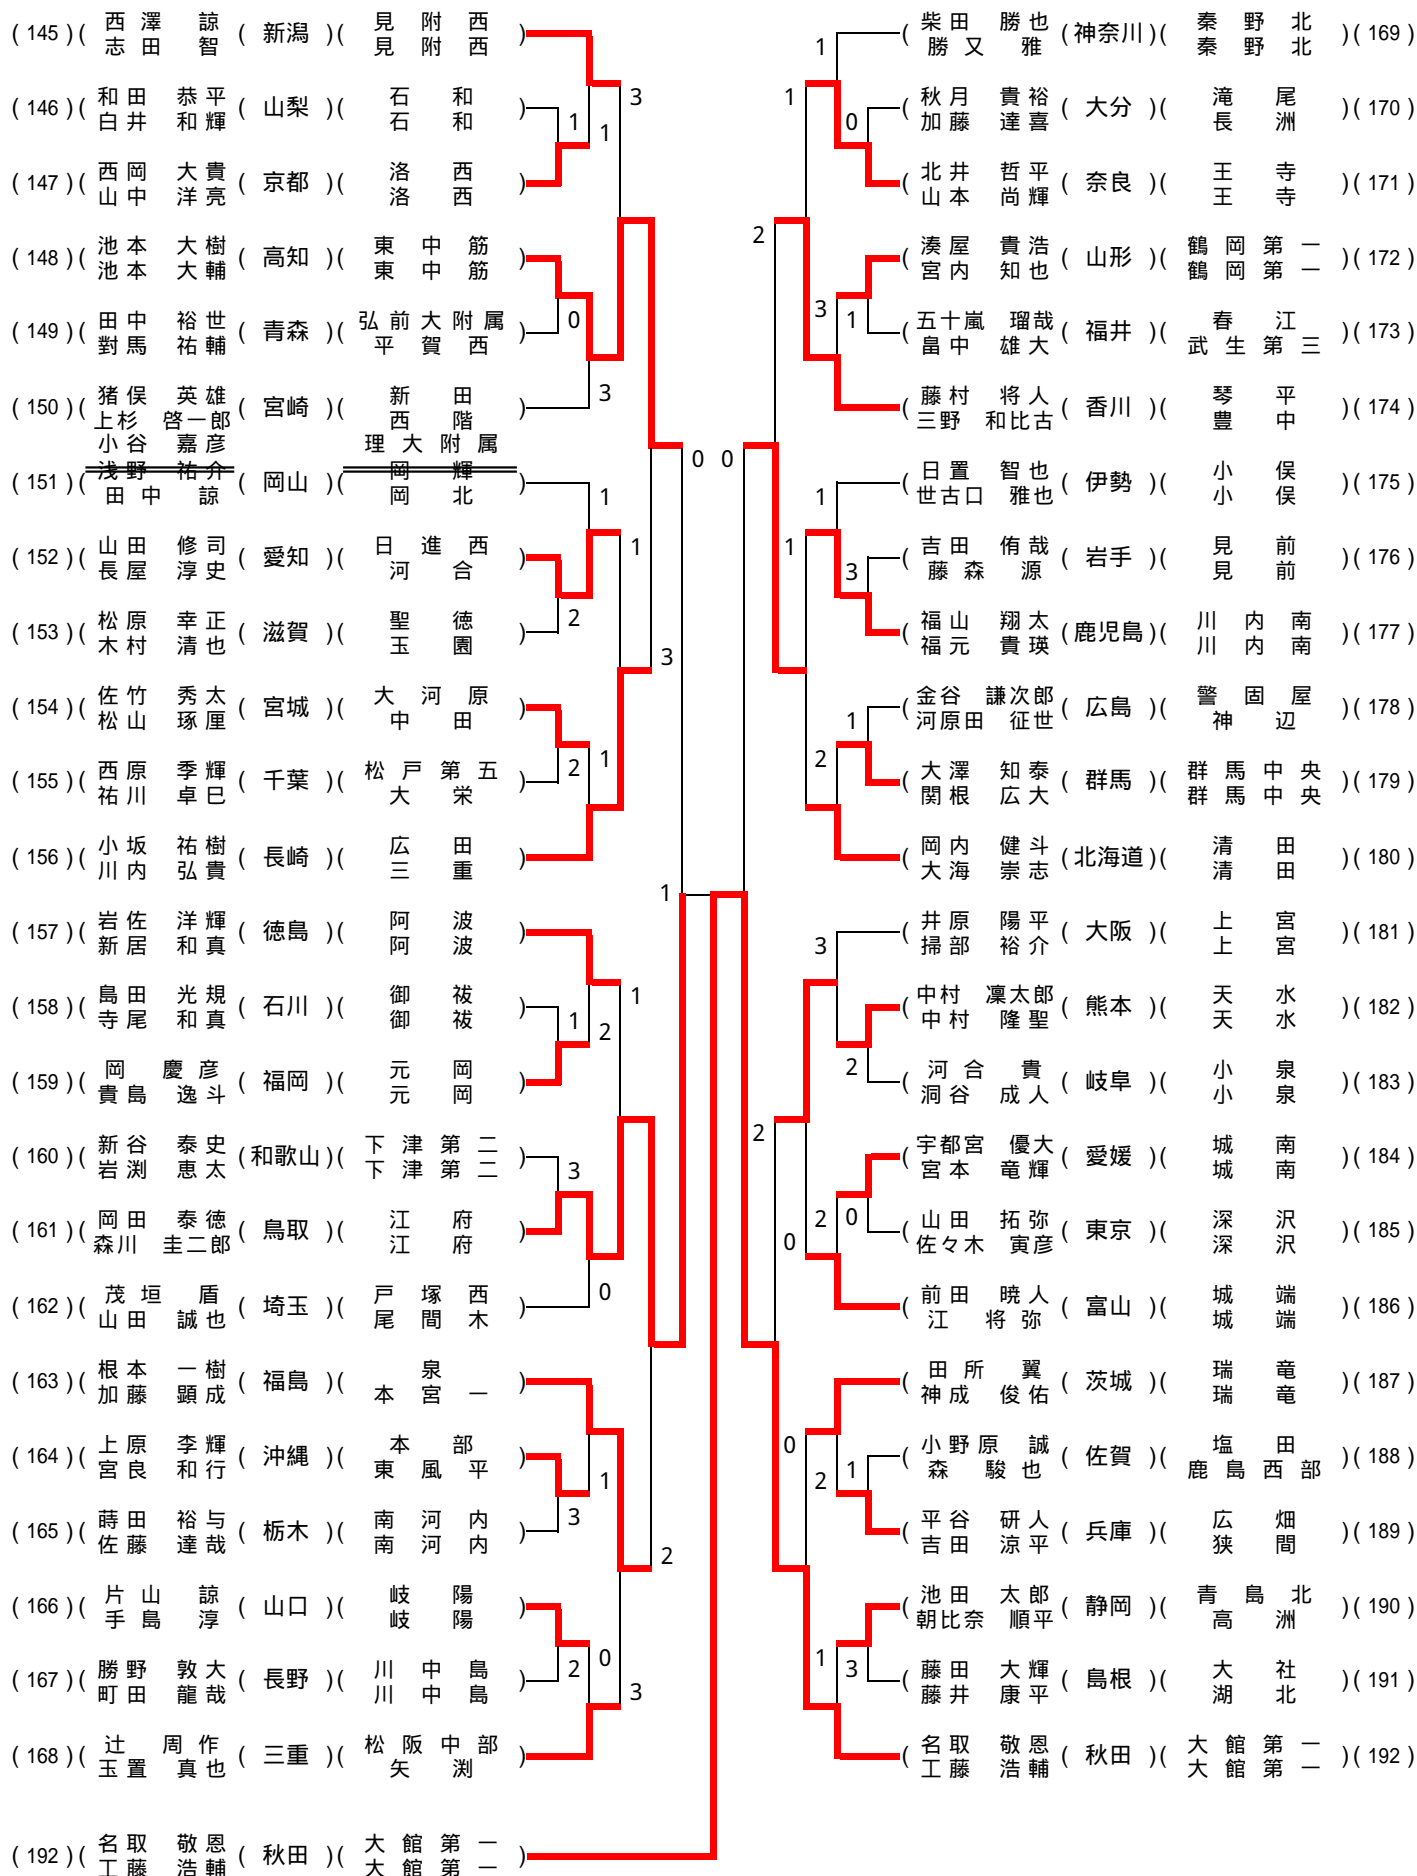 (145)( 西澤 諒 志田 智 ( 新潟 )( 見附西 見附西 )
(146)( 和田 恭平 白井 和輝 ( 山梨 )( 石和 石和 )
(147)( 西岡 大貴 山中 洋亮 ( 京都 )( 洛西 洛西 )
(148)( 池本 大樹 池本 大輔 ( 高知 )( 東中筋 東中筋 )
(149)( 田中 裕世 對馬 祐輔 ( 青森 )( 弘前大附属 平賀西 )
(150)( 猪俣 英雄 上杉 啓一郎 ( 宮崎 )( 新田 西階 )
小谷 嘉彦 理大附属
(151)( 浅野 祐介 田中 諒 ( 岡山 )( 岡輝 岡北 )
(152)( 山田 修司 長屋 淳史 ( 愛知 )( 日進西 河合 )
(153)( 松原 幸正 木村 清也 ( 滋賀 )( 聖徳 玉園 )
(154)( 佐竹 秀太 松山 琢厘 ( 宮城 )( 大河原 中田 )
(155)( 西原 季輝 祐川 卓巳 ( 千葉 )( 松戸第五 大栄 )
(156)( 小坂 祐樹 川内 弘貴 ( 長崎 )( 広田 三重 )
(157)( 岩佐 洋輝 新居 和真 ( 徳島 )( 阿波 阿波 )
(158)( 島田 光規 寺尾 和真 ( 石川 )( 御祓 御祓 )
(159)( 岡 慶彦 貴島 逸斗 ( 福岡 )( 元岡 元岡 )
(160)( 新谷 泰史 岩渕 恵太 (和歌山)( 下津第二 下津第二 )
(161)( 岡田 泰徳 森川 圭二郎 ( 鳥取 )( 江府 江府 )
(162)( 茂垣 盾 山田 誠也 ( 埼玉 )( 戸塚西 尾間木 )
(163)( 根本 一樹 加藤 顕成 ( 福島 )( 泉 本宮一 )
(164)( 上原 李輝 宮良 和行 ( 沖縄 )( 本部 東風平 )
(165)( 蒔田 裕与 佐藤 達哉 ( 栃木 )( 南河内 南河内 )
(166)( 片山 諒 手島 淳 ( 山口 )( 岐陽 岐陽 )
(167)( 勝野 敦大 町田 龍哉 ( 長野 )( 川中島 川中島 )
(168)( 辻 周作 玉置 真也 ( 三重 )( 松阪中部 矢渕 )
(192)( 名取 敬恩 工藤 浩輔 ( 秋田 )( 大館第一 大館第一 )
3
1
1
0
3
1
1
2
3
2
1
1
1
1
2
3
0
1
3
2
2
0
3
0 0
( 柴田 勝也 勝又 雅 (神奈川)( 秦野北 秦野北 )(169)
( 秋月 貴裕 加藤 達喜 ( 大分 )( 滝尾 長洲 )(170)
( 北井 哲平 山本 尚輝 ( 奈良 )( 王寺 王寺 )(171)
( 湊屋 貴浩 宮内 知也 ( 山形 )( 鶴岡第一 鶴岡第一 )(172)
( 五十嵐 瑠哉 畠中 雄大 ( 福井 )( 春江 武生第三 )(173)
( 藤村 将人 三野 和比古 ( 香川 )( 琴平 豊中 )(174)
( 日置 智也 世古口 雅也 ( 伊勢 )( 小俣 小俣 )(175)
( 吉田 侑哉 藤森 源 ( 岩手 )( 見前 見前 )(176)
( 福山 翔太 福元 貴瑛 (鹿児島)( 川内南 川内南 )(177)
( 金谷 謙次郎 河原田 征世 ( 広島 )( 警固屋 神辺 )(178)
( 大澤 知泰 関根 広大 ( 群馬 )( 群馬中央 群馬中央 )(179)
( 岡内 健斗 大海 崇志 (北海道)( 清田 清田 )(180)
( 井原 陽平 掃部 裕介 ( 大阪 )( 上宮 上宮 )(181)
( 中村 凜太郎 中村 隆聖 ( 熊本 )( 天水 天水 )(182)
( 河合 貴 洞谷 成人 ( 岐阜 )( 小泉 小泉 )(183)
( 宇都宮 優大 宮本 竜輝 ( 愛媛 )( 城南 城南 )(184)
( 山田 拓弥 佐々木 寅彦 ( 東京 )( 深沢 深沢 )(185)
( 前田 暁人 江 将弥 ( 富山 )( 城端 城端 )(186)
( 田所 翼 神成 俊佑 ( 茨城 )( 瑞竜 瑞竜 )(187)
( 小野原 誠 森 駿也 ( 佐賀 )( 塩田 鹿島西部 )(188)
( 平谷 研人 吉田 涼平 ( 兵庫 )( 広畑 狭間 )(189)
( 池田 太郎 朝比奈 順平 ( 静岡 )( 青島北 高洲 )(190)
( 藤田 大輝 藤井 康平 ( 島根 )( 大社 湖北 )(191)
( 名取 敬恩 工藤 浩輔 ( 秋田 )( 大館第一 大館第一 )(192)
1
1
0
2
3
1
1
1
3
1
2
2
3
2
2
2
0
0
0
1
2
1
3